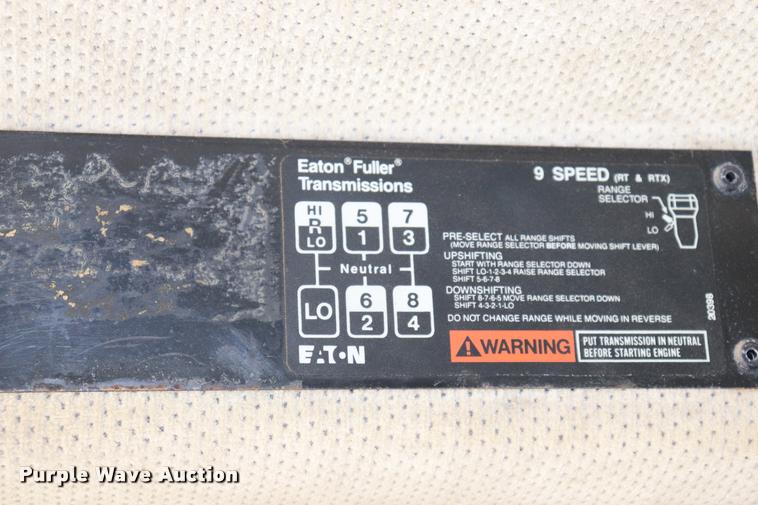 Eaton® Fuller®
Transmissions
9 SPEED (RT & RTX)
RANGE
SELECTOR
HI
LO
HI
R
LO
5
1
7
3
Neutral
LO
6
2
8
4
EATON
PRE-SELECT ALL RANGE SHIFTS
(MOVE RANGE SELECTOR BEFORE MOVING SHIFT LEVER)
UPSHIFTING
START WITH RANGE SELECTOR DOWN
SHIFT LO-1-2-3-4 RAISE RANGE SELECTOR
SHIFT 5-6-7-8
DOWNSHIFTING
SHIFT 8-7-6-5 MOVE RANGE SELECTOR DOWN
SHIFT 4-3-2-1-LO
DO NOT CHANGE RANGE WHILE MOVING IN REVERSE
WARNING
PUT TRANSMISSION IN NEUTRAL
BEFORE STARTING ENGINE
20398
Purple Wave Auction